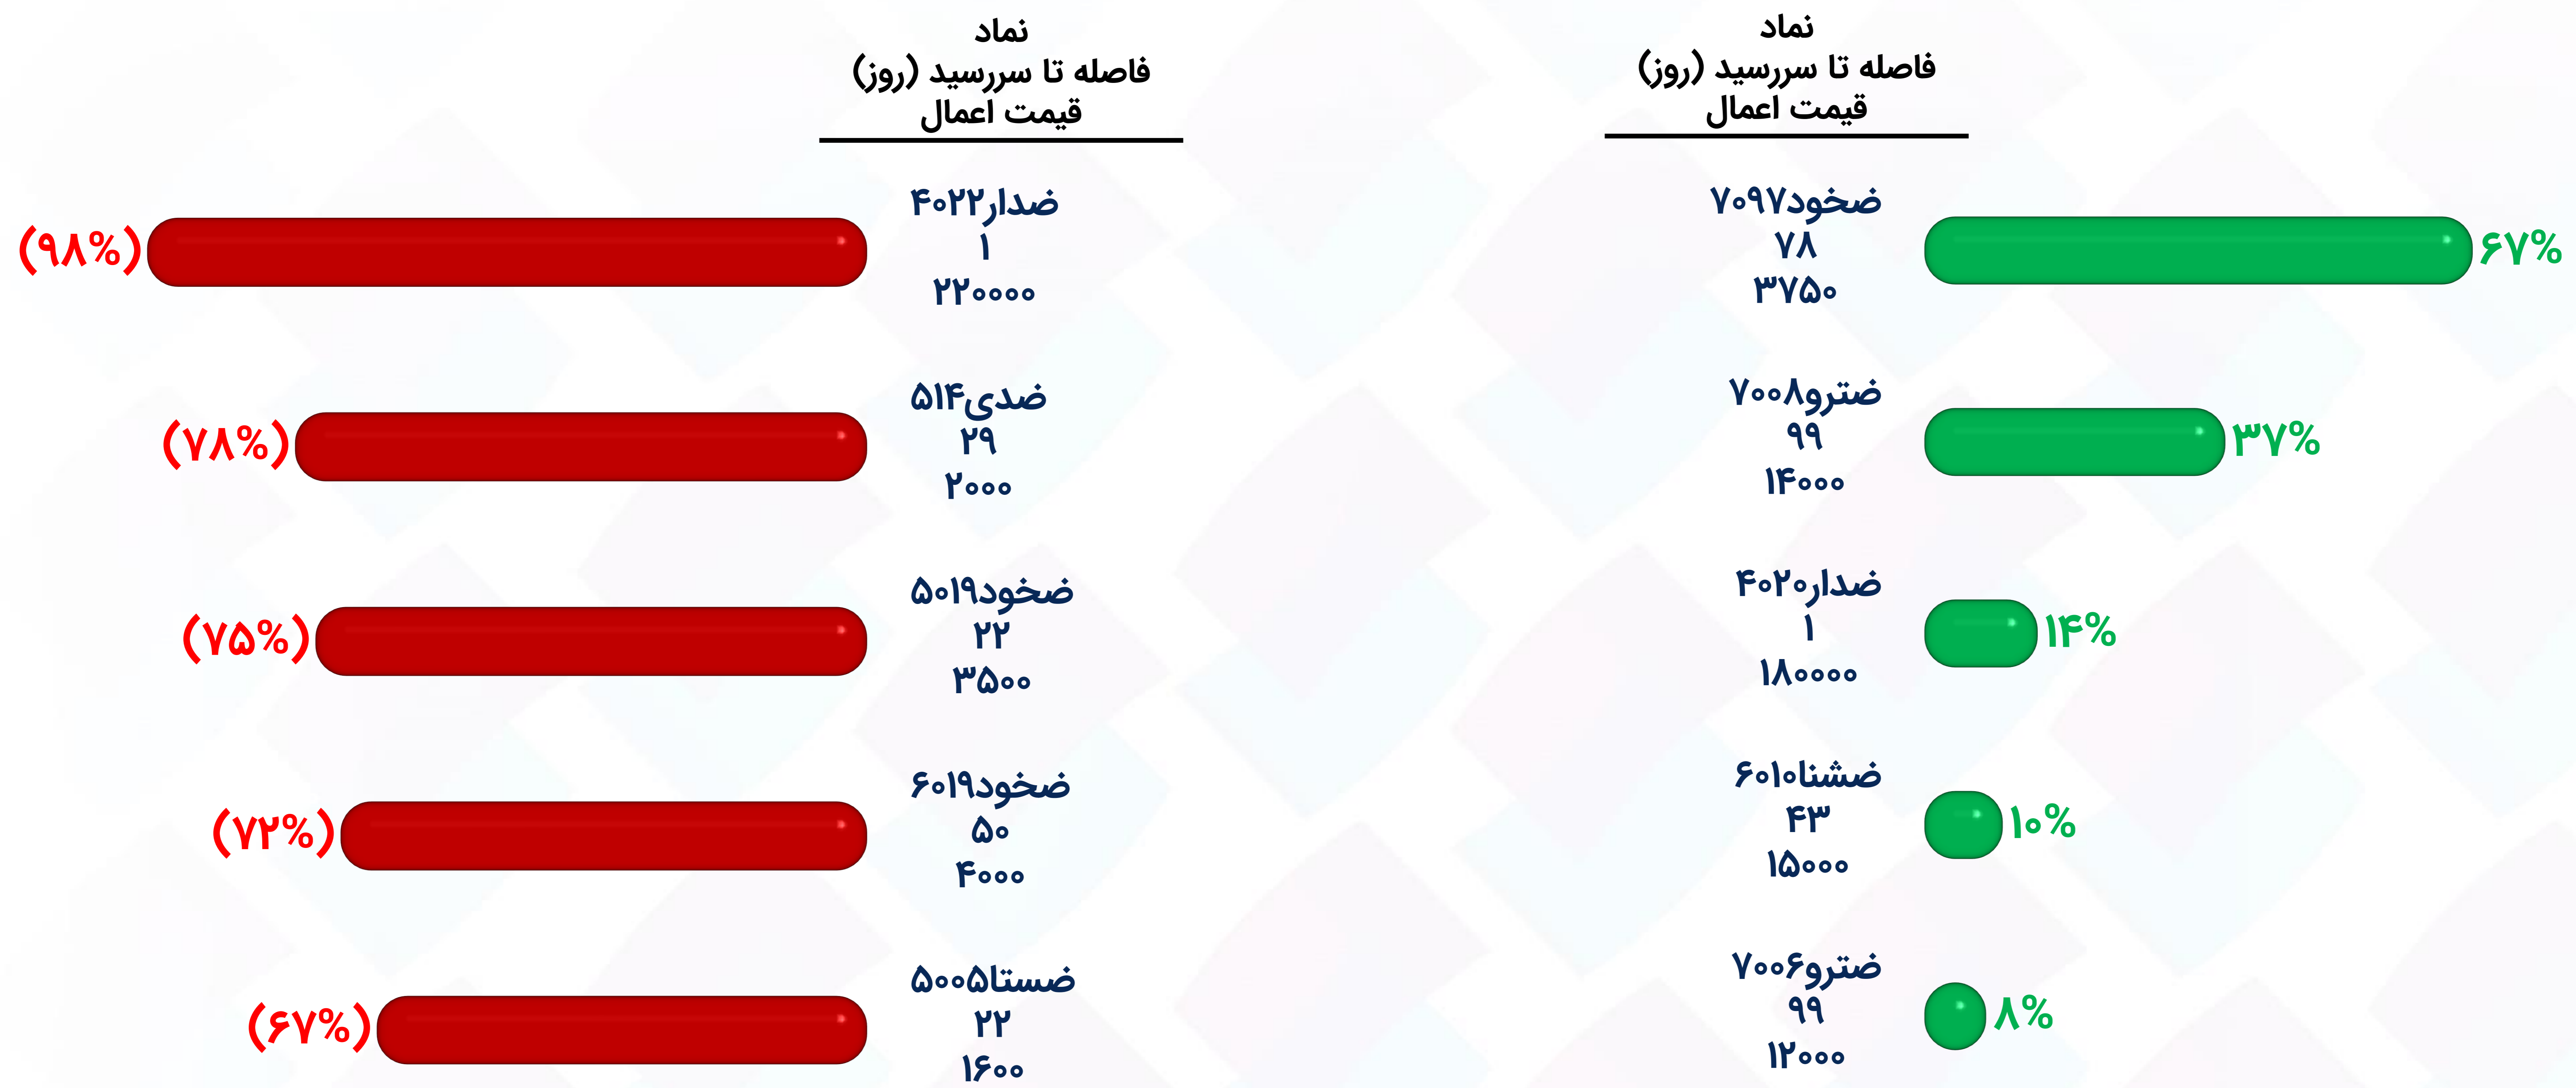 نماد
فاصله تا سررسید (روز)
قیمت اعمال
ضخود۷۰۹۷
۷۸
۳۷۵۰
۶۷%
ضترو۷۰۰۸
۹۹
۱۴۰۰۰
۳۷%
ضدار۴۰۲۰
۱
۱۸۰۰۰۰
۱۴%
ضشنا۶۰۱۰
۴۳
۱۵۰۰۰
۱۰%
ضترو۷۰۰۶
۹۹
۱۲۰۰۰
۸%
نماد
فاصله تا سررسید (روز)
قیمت اعمال
ضدار۴۰۲۲
۱
۲۲۰۰۰۰
(۹۸%)
ضدی۵۱۴
۲۹
۲۰۰۰
(۷۸%)
ضخود۵۰۱۹
۲۲
۳۵۰۰
(۷۵%)
ضخود۶۰۱۹
۵۰
۴۰۰۰
(۷۲%)
ضستا۵۰۰۵
۲۲
۱۶۰۰
(۶۷%)